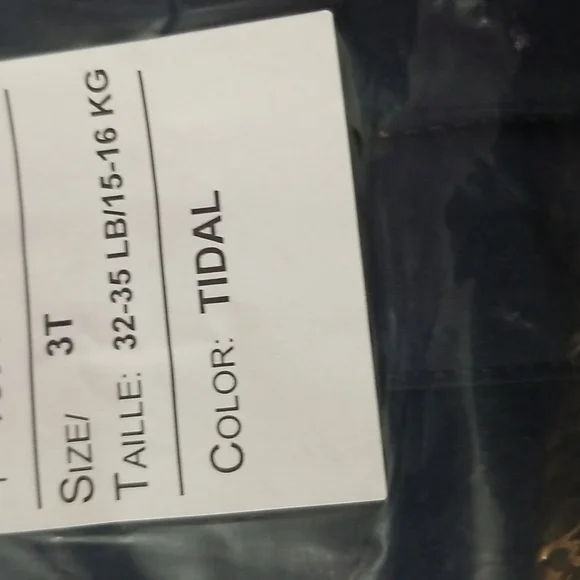 SIZE/ 3T
TAILLE: 32-35 LB/15-16 KG
COLOR: TIDAL